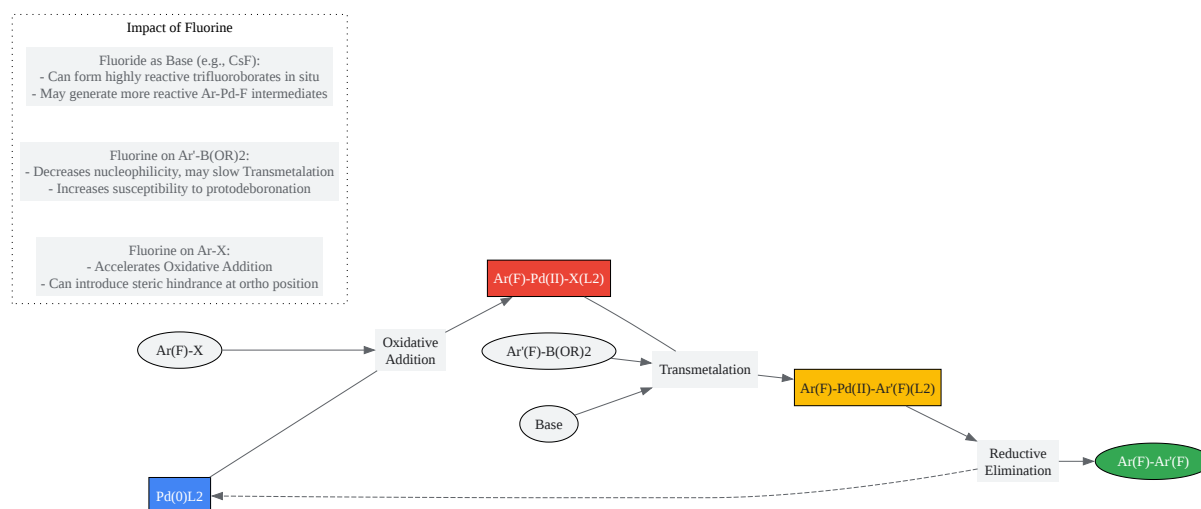 Impact of Fluorine
Fluoride as Base (e.g., CsF):
- Can form highly reactive trifluoroborates in situ
- May generate more reactive Ar-Pd-F intermediates
Fluorine on Ar'-B(OR)2:
- Decreases nucleophilicity, may slow Transmetalation
- Increases susceptibility to protodeboronation
Fluorine on Ar-X:
- Accelerates Oxidative Addition
- Can introduce steric hindrance at ortho position
Ar(F)-Pd(II)-X(L2)
Ar(F)-X
Oxidative
Addition
Ar'(F)-B(OR)2
Transmetalation
Ar(F)-Pd(II)-Ar'(F)(L2)
Base
Reductive
Elimination
Ar(F)-Ar'(F)
Pd(0)L2